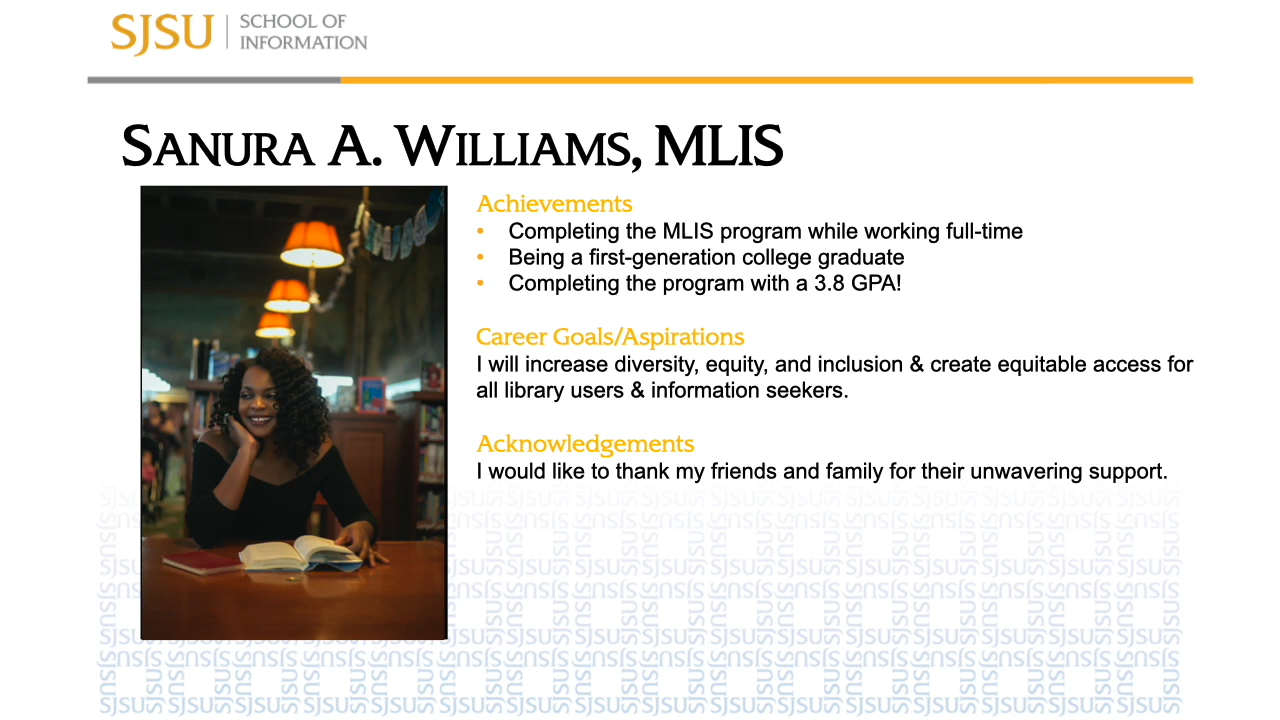 SJSU | SCHOOL OF
INFORMATION
SANURA A. WILLIAMS, MLIS
Achievements
• Completing the MLIS program while working full-time
• Being a first-generation college graduate
• Completing the program with a 3.8 GPA!
Career Goals/Aspirations
I will increase diversity, equity, and inclusion & create equitable access for
all library users & information seekers.
Acknowledgements
I would like to thank my friends and family for their unwavering support.